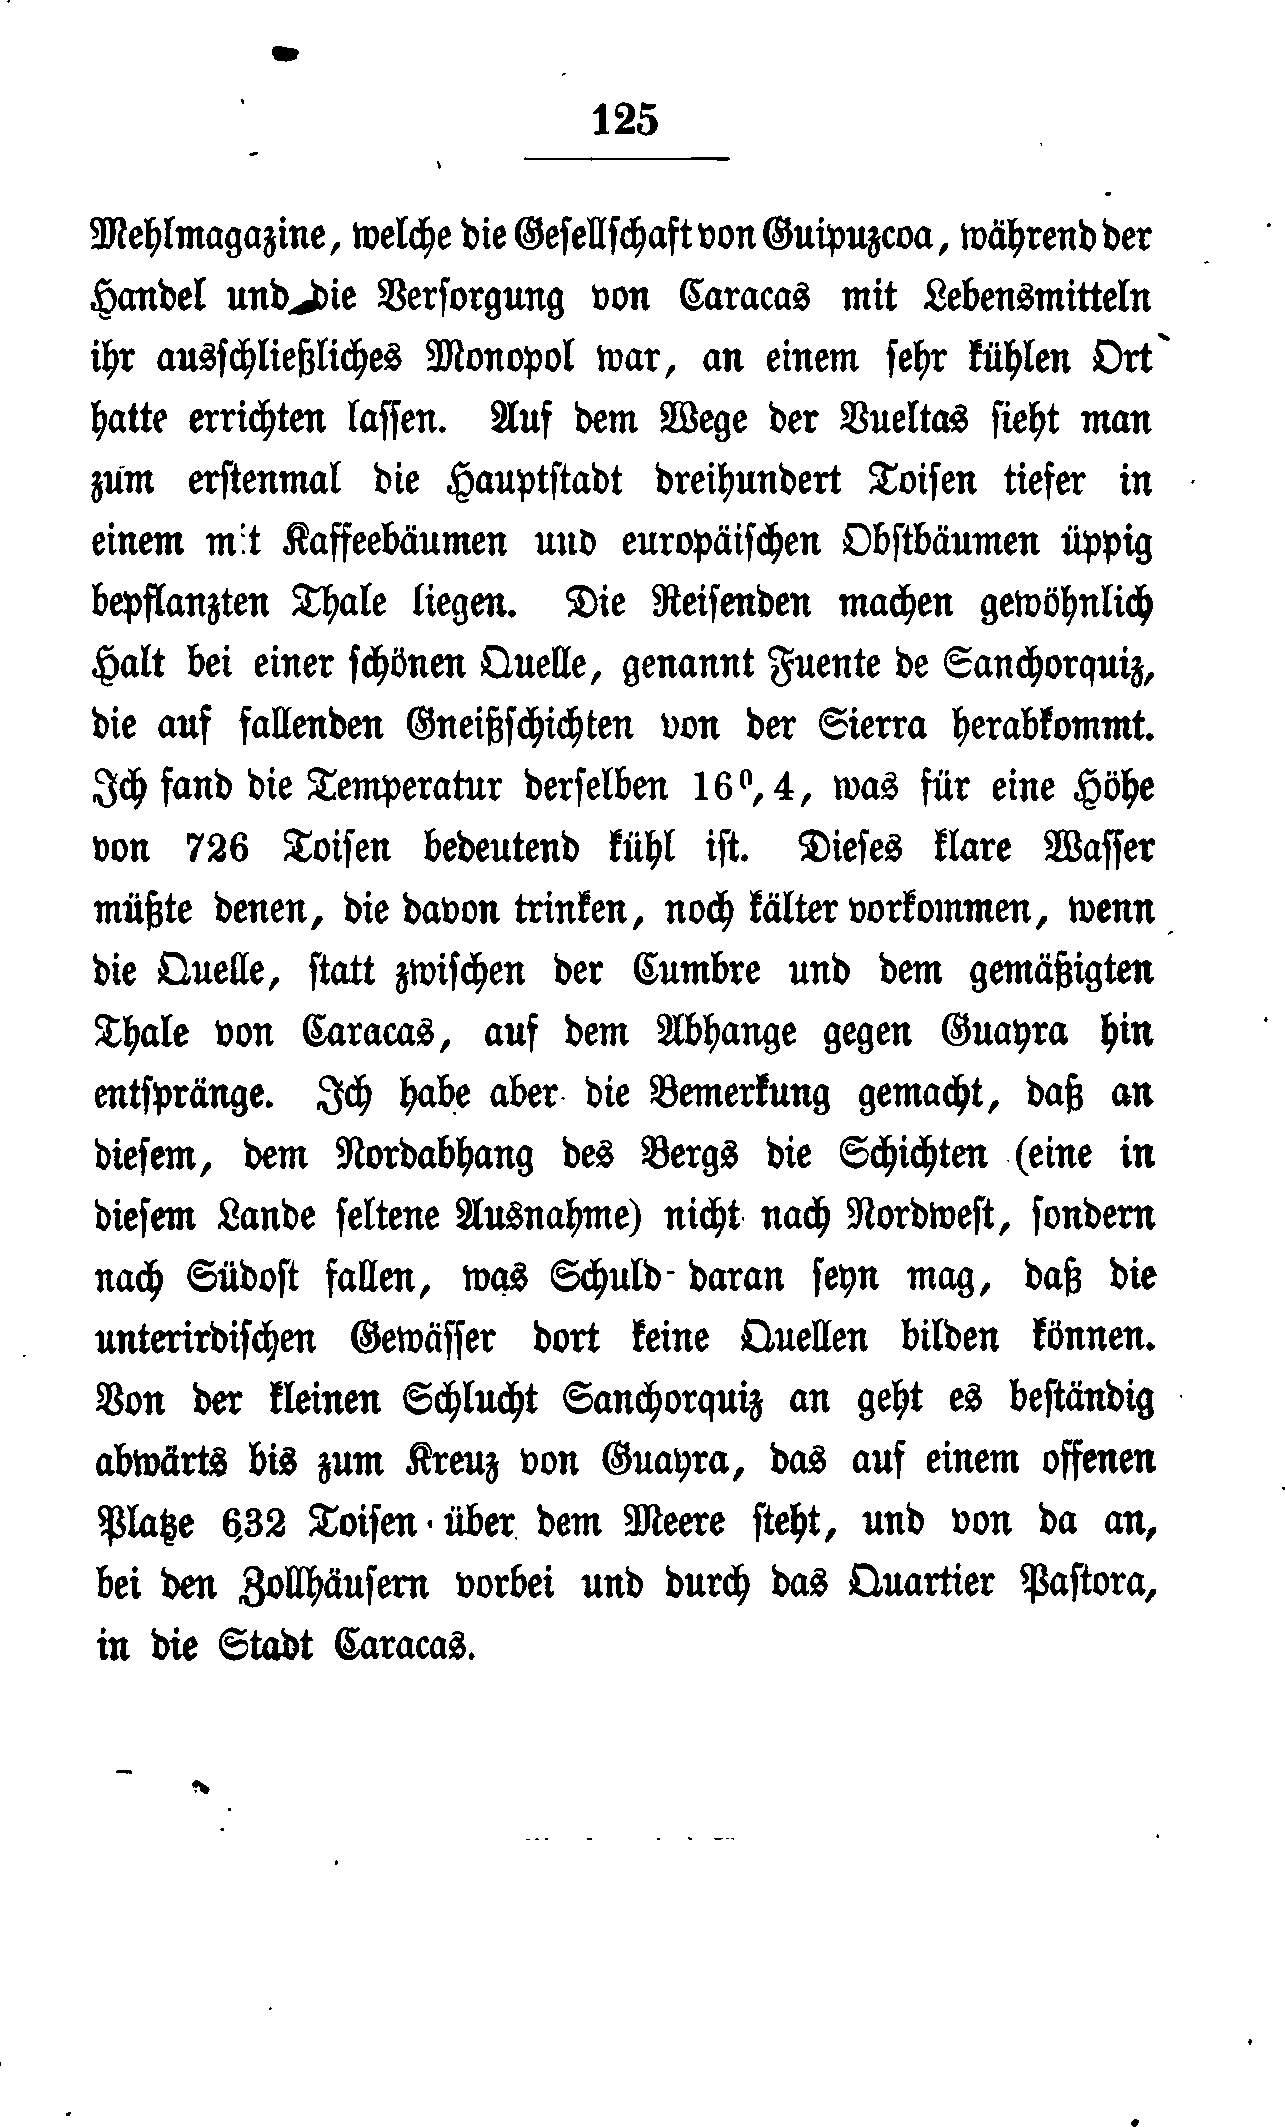 125
Mehlmagazine, welche die Gesellschaft von Guipuzcoa, während der
Handel und die Versorgung von Caracas mit Lebensmitteln
ihr ausschließliches Monopol war, an einem sehr kühlen Ort
hatte errichten lassen. Auf dem Wege der Vueltas sieht man
zum erstenmal die Hauptstadt dreihundert Toisen tiefer in
einem mit Kaffeebäumen und europäischen Obstbäumen üppig
bepflanzten Thale liegen. Die Reisenden machen gewöhnlich
Halt bei einer schönen Quelle, genannt Fuente de Sanchorquiz,
die auf fallenden Gneißschichten von der Sierra herabkommt.
Ich fand die Temperatur derselben 16⁰,4, was für eine Höhe
von 726 Toisen bedeutend kühl ist. Dieses klare Wasser
müßte denen, die davon trinken, noch kälter vorkommen, wenn
die Quelle, statt zwischen der Cumbre und dem gemäßigten
Thale von Caracas, auf dem Abhange gegen Guayra hin
entspränge. Ich habe aber die Bemerkung gemacht, daß an
diesem, dem Nordabhang des Bergs die Schichten (eine in
diesem Lande seltene Ausnahme) nicht nach Nordwest, sondern
nach Südost fallen, was Schuld daran seyn mag, daß die
unterirdischen Gewässer dort keine Quellen bilden können.
Von der kleinen Schlucht Sanchorquiz an geht es beständig
abwärts bis zum Kreuz von Guayra, das auf einem offenen
Platze 632 Toisen über dem Meere steht, und von da an,
bei den Zollhäusern vorbei und durch das Quartier Pastora,
in die Stadt Caracas.